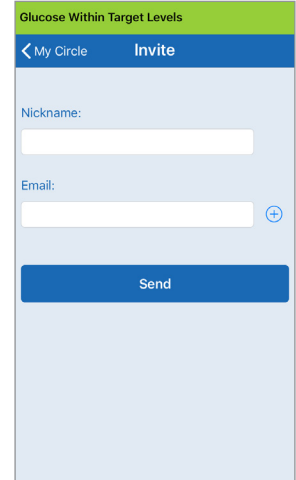 Glucose Within Target Levels
My Circle
Invite
Nickname:
Email:
Send